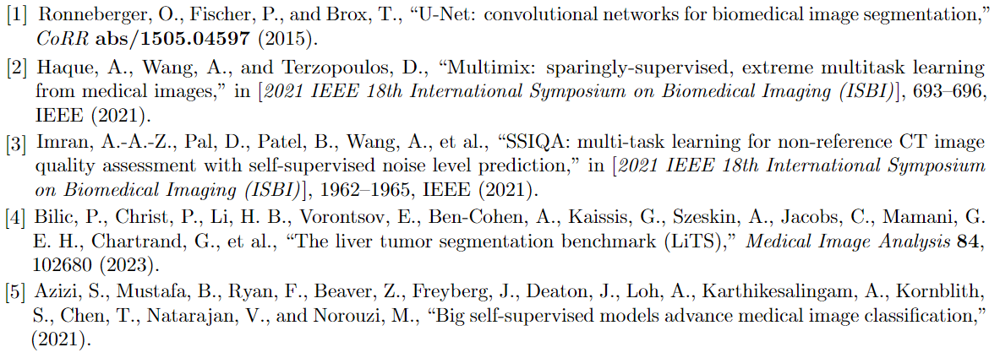 [1] Ronneberger, O., Fischer, P., and Brox, T., “U-Net: convolutional networks for biomedical image segmentation,”
CoRR abs/1505.04597 (2015).
[2] Haque, A., Wang, A., and Terzopoulos, D., “Multimix: sparingly-supervised, extreme multitask learning
from medical images,” in [2021 IEEE 18th International Symposium on Biomedical Imaging (ISBI)], 693–696,
IEEE (2021).
[3] Imran, A.-A.-Z., Pal, D., Patel, B., Wang, A., et al., “SSIQA: multi-task learning for non-reference CT image
quality assessment with self-supervised noise level prediction,” in [2021 IEEE 18th International Symposium
on Biomedical Imaging (ISBI)], 1962–1965, IEEE (2021).
[4] Bilic, P., Christ, P., Li, H. B., Vorontsov, E., Ben-Cohen, A., Kaissis, G., Szeskin, A., Jacobs, C., Mamani, G.
E. H., Chartrand, G., et al., “The liver tumor segmentation benchmark (LiTS),” Medical Image Analysis 84,
102680 (2023).
[5] Azizi, S., Mustafa, B., Ryan, F., Beaver, Z., Freyberg, J., Deaton, J., Loh, A., Karthikesalingam, A., Kornblith,
S., Chen, T., Natarajan, V., and Norouzi, M., “Big self-supervised models advance medical image classification,”
(2021).